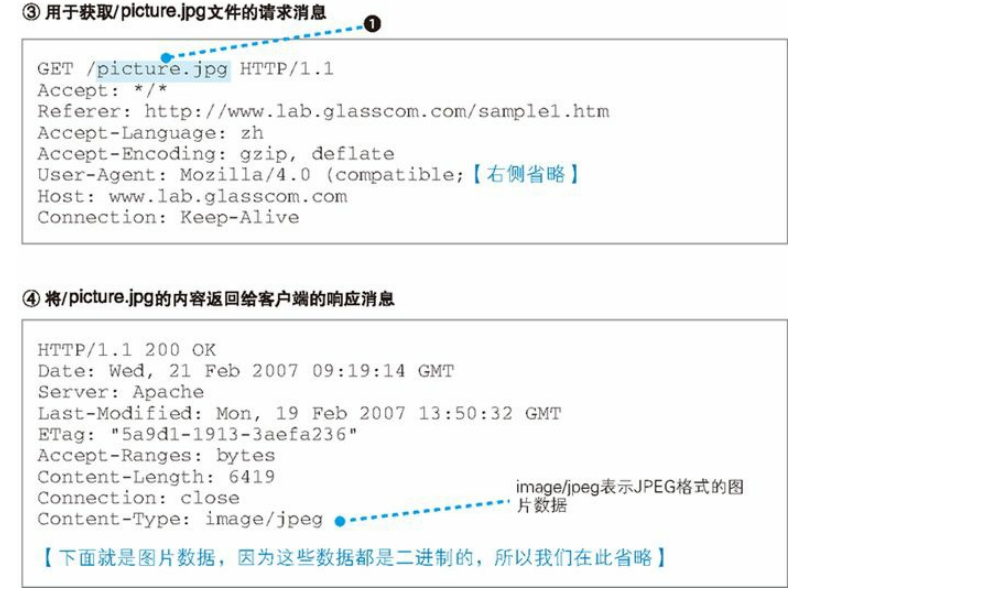 ③ 用于获取/picture.jpg文件的请求消息
❶
GET /picture.jpg HTTP/1.1
Accept: */*
Referer: http://www.lab.glasscom.com/sample1.htm
Accept-Language: zh
Accept-Encoding: gzip, deflate
User-Agent: Mozilla/4.0 (compatible;【右侧省略】
Host: www.lab.glasscom.com
Connection: Keep-Alive
④ 将/picture.jpg的内容返回给客户端的响应消息
HTTP/1.1 200 OK
Date: Wed, 21 Feb 2007 09:19:14 GMT
Server: Apache
Last-Modified: Mon, 19 Feb 2007 13:50:32 GMT
ETag: "5a9d1-1913-3aefa236"
Accept-Ranges: bytes
Content-Length: 6419
Connection: close
Content-Type: image/jpeg
image/jpeg表示JPEG格式的图
片数据
【下面就是图片数据，因为这些数据都是二进制的，所以我们在此省略】